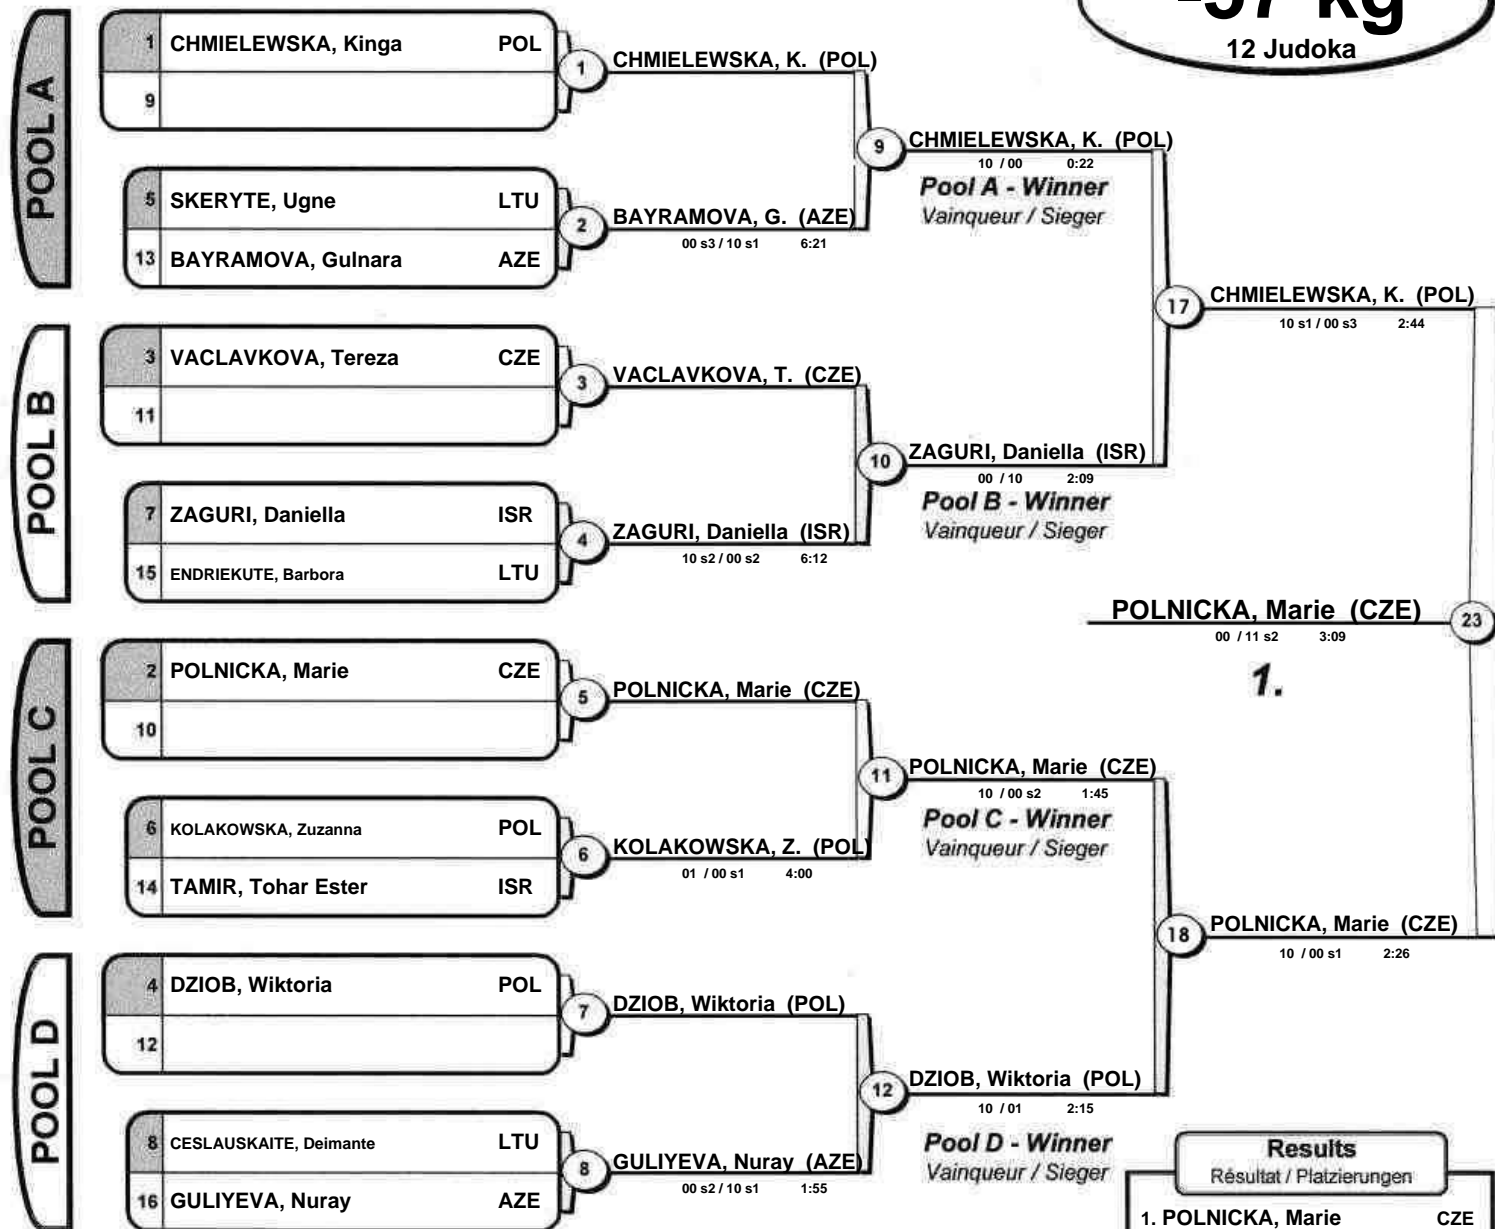 -57 kg
12 Judoka
POOL A
1 CHMIELEWSKA, Kinga POL
9
1
CHMIELEWSKA, K. (POL)
5 SKERYTE, Ugne LTU
13 BAYRAMOVA, Gulnara AZE
2
BAYRAMOVA, G. (AZE)
00 s3 / 10 s1 6:21
9
CHMIELEWSKA, K. (POL)
10 / 00 0:22
Pool A - Winner
Vainqueur / Sieger
POOL B
3 VACLAVKOVA, Tereza CZE
11
3
VACLAVKOVA, T. (CZE)
7 ZAGURI, Daniella ISR
15 ENDRIEKUTE, Barbora LTU
4
ZAGURI, Daniella (ISR)
10 s2 / 00 s2 6:12
10
ZAGURI, Daniella (ISR)
00 / 10 2:09
Pool B - Winner
Vainqueur / Sieger
17
CHMIELEWSKA, K. (POL)
10 s1 / 00 s3 2:44
POOL C
2 POLNICKA, Marie CZE
10
5
POLNICKA, Marie (CZE)
6 KOLAKOWSKA, Zuzanna POL
14 TAMIR, Tohar Ester ISR
6
KOLAKOWSKA, Z. (POL)
01 / 00 s1 4:00
11
POLNICKA, Marie (CZE)
10 / 00 s2 1:45
Pool C - Winner
Vainqueur / Sieger
POOL D
4 DZIOB, Wiktoria POL
12
7
DZIOB, Wiktoria (POL)
8 CESLAUSKAITE, Deimante LTU
16 GULIYEVA, Nuray AZE
8
GULIYEVA, Nuray (AZE)
00 s2 / 10 s1 1:55
12
DZIOB, Wiktoria (POL)
10 / 01 2:15
Pool D - Winner
Vainqueur / Sieger
18
POLNICKA, Marie (CZE)
10 / 00 s1 2:26
POLNICKA, Marie (CZE)
00 / 11 s2 3:09
23
1.
Results
Résultat / Platzierungen
1. POLNICKA, Marie CZE